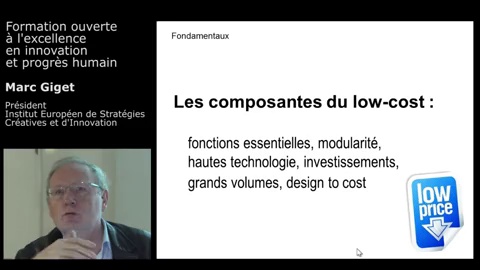 Formation ouverte
à l'excellence
en innovation
et progrès humain
Marc Giget
Président
Institut Européen de Stratégies
Créatives et d'Innovation
Fondamentaux
Les composantes du low-cost :
fonctions essentielles, modularité,
hautes technologie, investissements,
grands volumes, design to cost
low
price